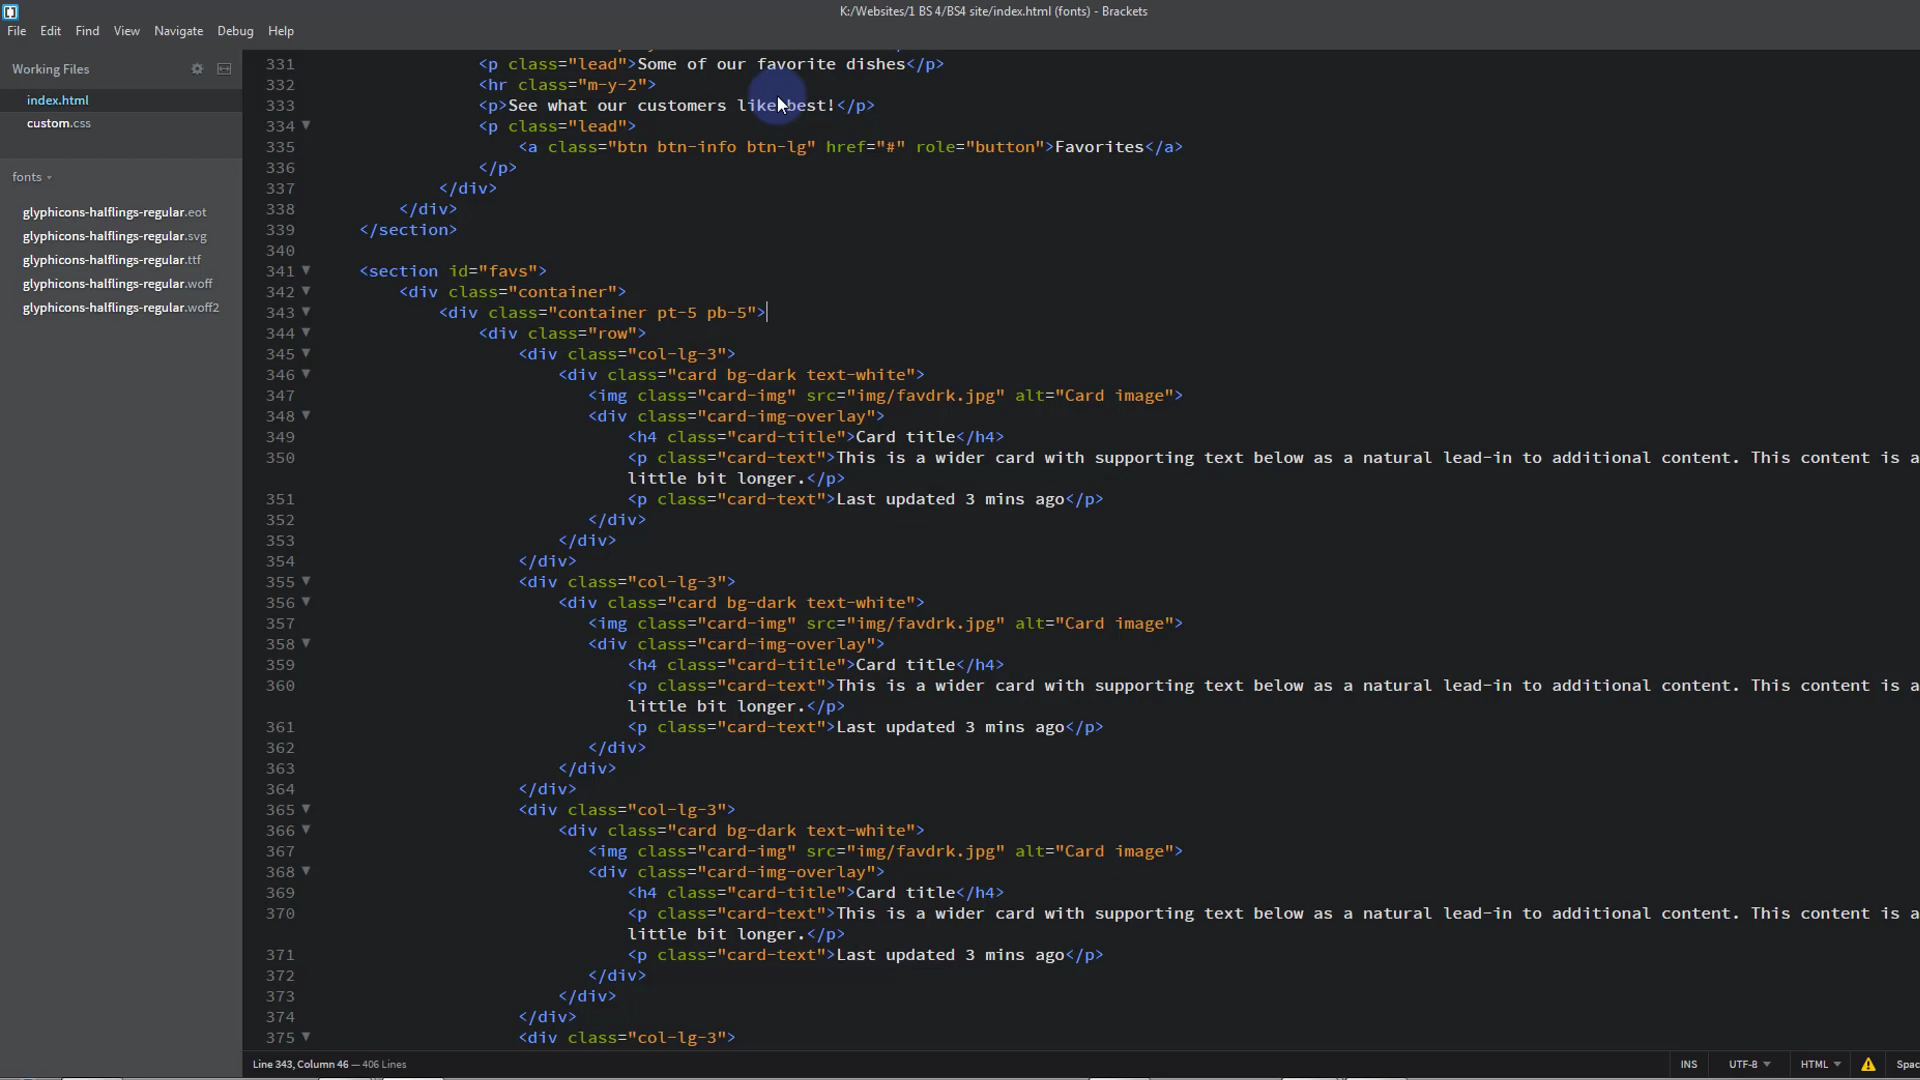 K:/Websites/1 BS 4/BS4 site/index.html (fonts) - Brackets
File Edit Find View Navigate Debug Help
Working Files
index.html
custom.css
fonts
glyphicons-halflings-regular.eot
glyphicons-halflings-regular.svg
glyphicons-halflings-regular.ttf
glyphicons-halflings-regular.woff
glyphicons-halflings-regular.woff2
331 <p class="lead">Some of our favorite dishes</p>
332 <hr class="m-y-2">
333 <p>See what our customers like best!</p>
334 <p class="lead">
335 <a class="btn btn-info btn-lg" href="#" role="button">Favorites</a>
336 </p>
337 </div>
338 </div>
339 </section>
340
341 <section id="favs">
342 <div class="container">
343 <div class="container pt-5 pb-5">
344 <div class="row">
345 <div class="col-lg-3">
346 <div class="card bg-dark text-white">
347 <img class="card-img" src="img/favdrk.jpg" alt="Card image">
348 <div class="card-img-overlay">
349 <h4 class="card-title">Card title</h4>
350 <p class="card-text">This is a wider card with supporting text below as a natural lead-in to additional content. This content is a
little bit longer.</p>
351 <p class="card-text">Last updated 3 mins ago</p>
352 </div>
353 </div>
354 </div>
355 <div class="col-lg-3">
356 <div class="card bg-dark text-white">
357 <img class="card-img" src="img/favdrk.jpg" alt="Card image">
358 <div class="card-img-overlay">
359 <h4 class="card-title">Card title</h4>
360 <p class="card-text">This is a wider card with supporting text below as a natural lead-in to additional content. This content is a
little bit longer.</p>
361 <p class="card-text">Last updated 3 mins ago</p>
362 </div>
363 </div>
364 </div>
365 <div class="col-lg-3">
366 <div class="card bg-dark text-white">
367 <img class="card-img" src="img/favdrk.jpg" alt="Card image">
368 <div class="card-img-overlay">
369 <h4 class="card-title">Card title</h4>
370 <p class="card-text">This is a wider card with supporting text below as a natural lead-in to additional content. This content is a
little bit longer.</p>
371 <p class="card-text">Last updated 3 mins ago</p>
372 </div>
373 </div>
374 </div>
375 <div class="col-lg-3">
Line 343, Column 46 — 406 Lines
INS UTF-8 HTML Spac